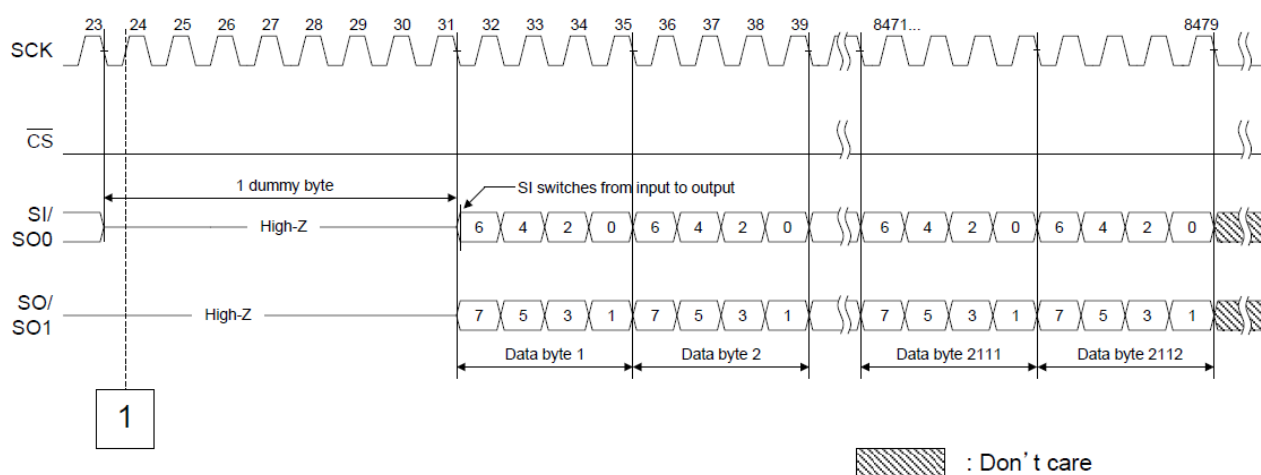 23 24 25 26 27 28 29 30 31 32 33 34 35 36 37 38 39 8471... 8479
SCK
CS
1 dummy byte
SI switches from input to output
SI/
SO0
High-Z
6 4 2 0 6 4 2 0 6 4 2 0 6 4 2 0
SO/
SO1
High-Z
7 5 3 1 7 5 3 1 7 5 3 1 7 5 3 1
Data byte 1 Data byte 2 Data byte 2111 Data byte 2112
1
: Don't care